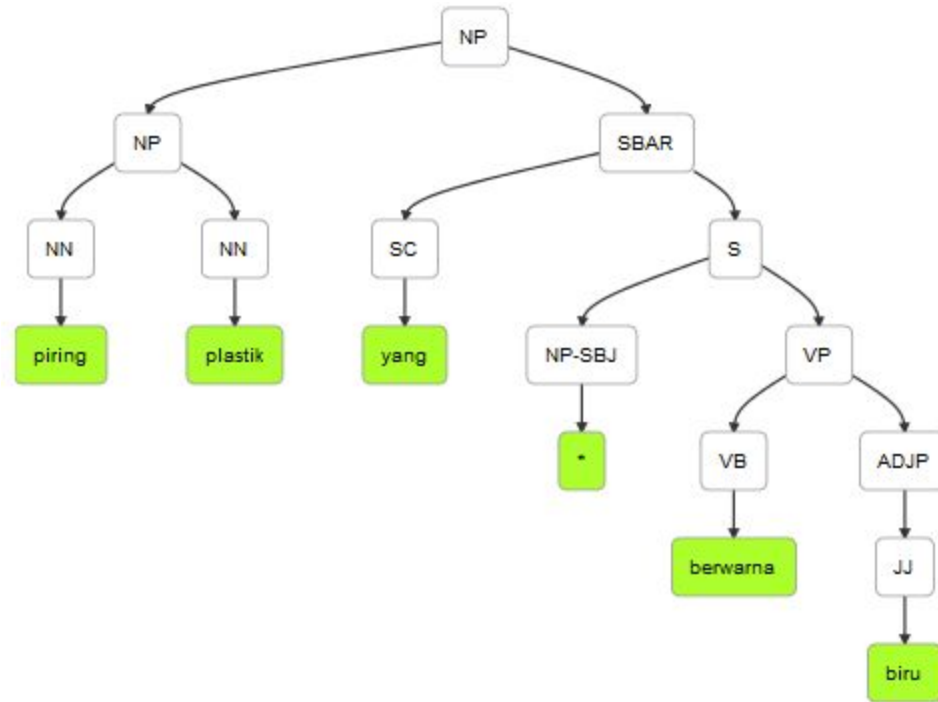 NP
NP SBAR
NN NN SC S
piring plastik yang NP-SBJ VP
* VB ADJP
berwarna JJ
biru